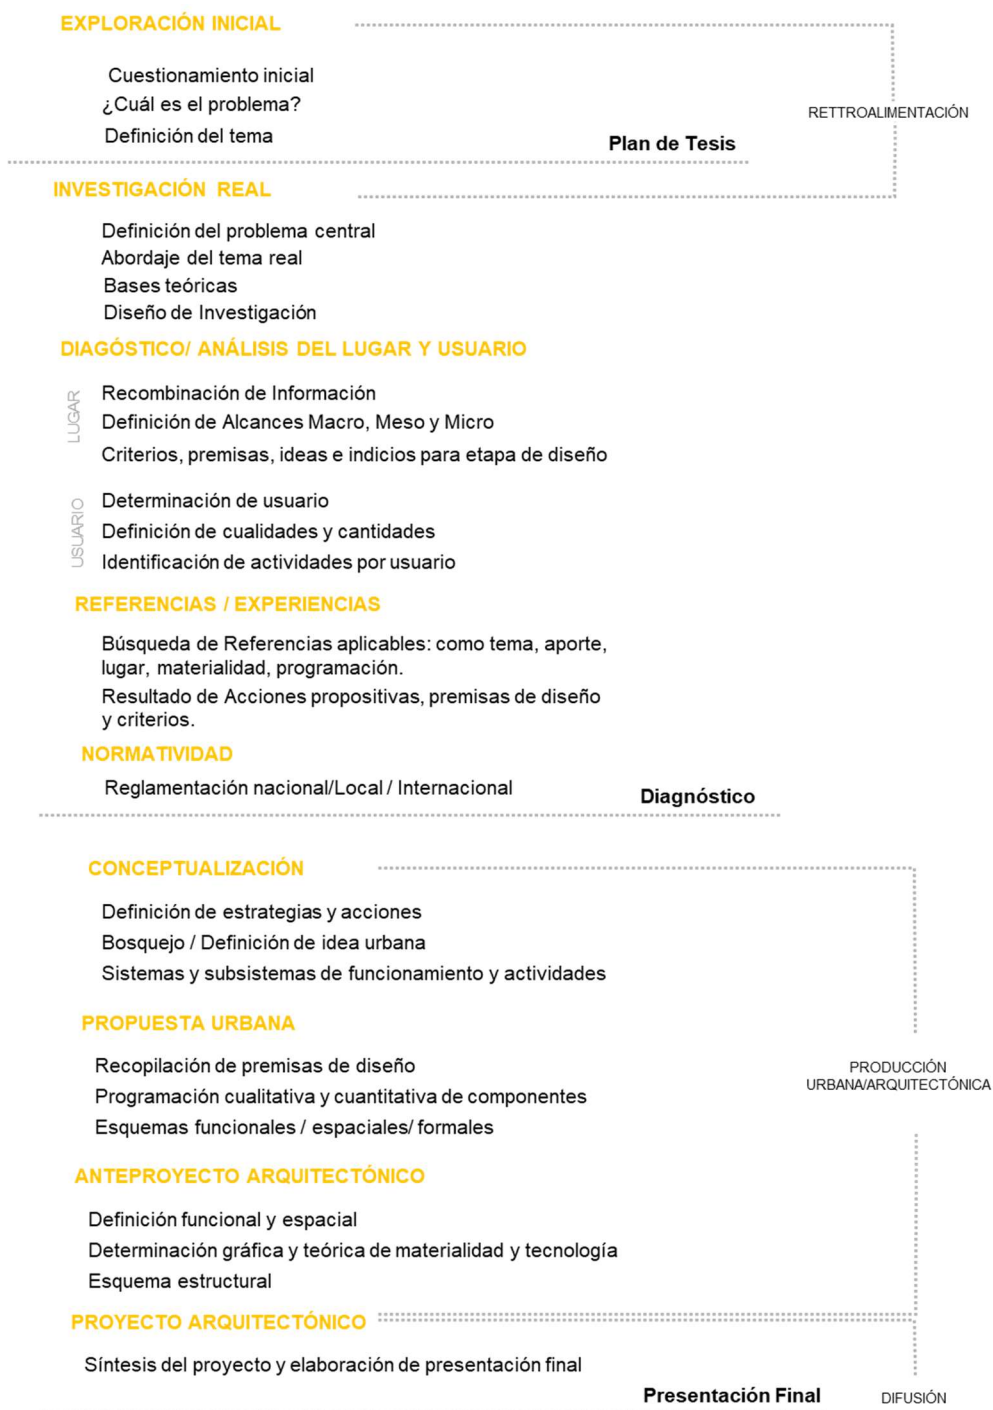 EXPLORACIÓN INICIAL
Cuestionamiento inicial
¿Cuál es el problema?
RETTROALIMENTACIÓN
Definición del tema
Plan de Tesis
INVESTIGACIÓN REAL
Definición del problema central
Abordaje del tema real
Bases teóricas
Diseño de Investigación
DIAGÓSTICO/ ANÁLISIS DEL LUGAR Y USUARIO
LUGAR
Recombinación de Información
Definición de Alcances Macro, Meso y Micro
Criterios, premisas, ideas e indicios para etapa de diseño
USUARIO
Determinación de usuario
Definición de cualidades y cantidades
Identificación de actividades por usuario
REFERENCIAS / EXPERIENCIAS
Búsqueda de Referencias aplicables: como tema, aporte,
lugar, materialidad, programación.
Resultado de Acciones propositivas, premisas de diseño
y criterios.
NORMATIVIDAD
Reglamentación nacional/Local / Internacional
Diagnóstico
CONCEPTUALIZACIÓN
Definición de estrategias y acciones
Bosquejo / Definición de idea urbana
Sistemas y subsistemas de funcionamiento y actividades
PROPUESTA URBANA
Recopilación de premisas de diseño
Programación cualitativa y cuantitativa de componentes
Esquemas funcionales / espaciales/ formales
PRODUCCIÓN
URBANA/ARQUITECTÓNICA
ANTEPROYECTO ARQUITECTÓNICO
Definición funcional y espacial
Determinación gráfica y teórica de materialidad y tecnología
Esquema estructural
PROYECTO ARQUITECTÓNICO
Síntesis del proyecto y elaboración de presentación final
Presentación Final
DIFUSIÓN